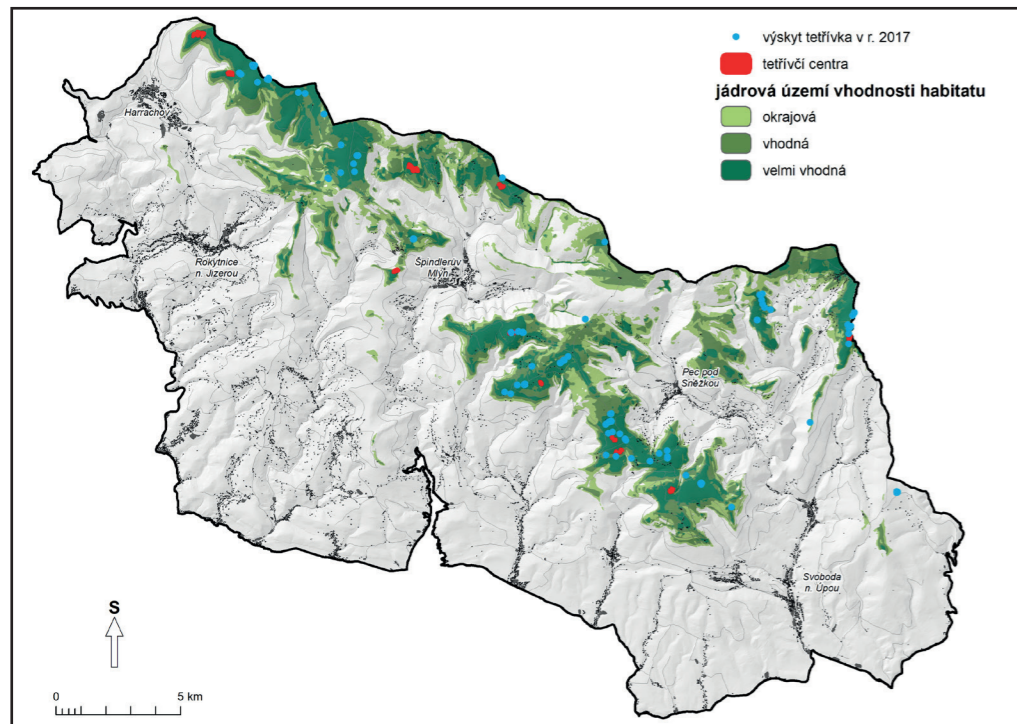 výskyt tetřívka v r. 2017
tetřívčí centra
jádrová území vhodnosti habitatu
okrajová
vhodná
velmi vhodná
Harrachov
Rokytnice
n. Jizerou
Špindlerův
Mlýn
Pec pod
Sněžkou
Svoboda
n. Úpou
S
0 5 km